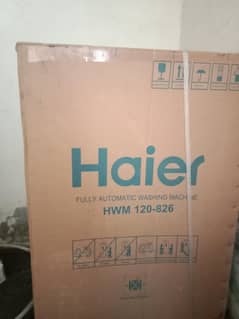 Haier
FULLY AUTOMATIC WASHING MACHINE
HWM 120-826